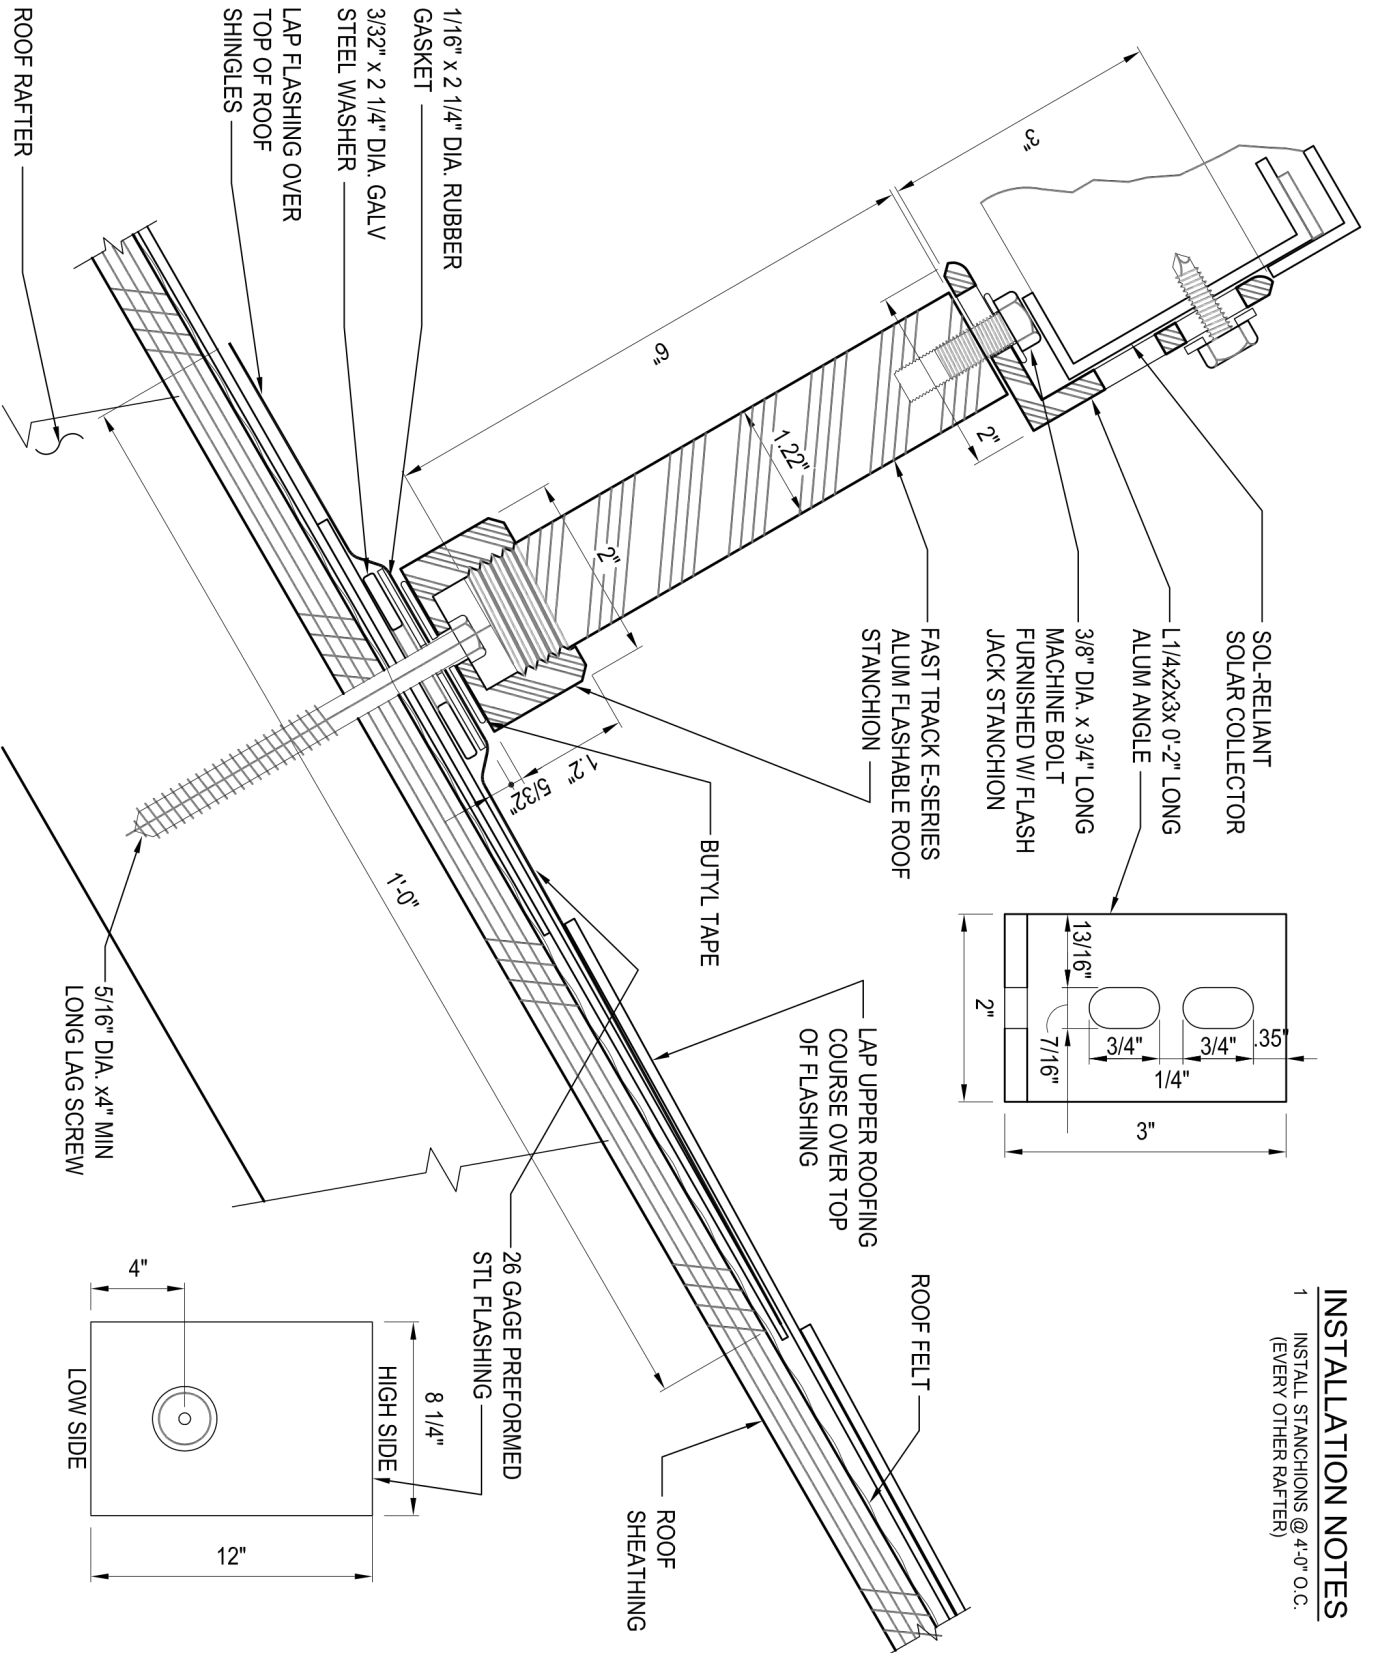 INSTALLATION NOTES
1 INSTALL STANCHIONS @ 4'-0" O.C.
(EVERY OTHER RAFTER)
SOL-RELIANT
SOLAR COLLECTOR
L1/4x2x3x 0'-2" LONG
ALUM ANGLE
3/8" DIA. x 3/4" LONG
MACHINE BOLT
FURNISHED W/ FLASH
JACK STANCHION
FAST TRACK E-SERIES
ALUM FLASHABLE ROOF
STANCHION
BUTYL TAPE
3"
6"
2"
1.22"
2"
1.2"
5/32"
1'-0"
13/16"
2"
7/16"
3/4"
3/4"
.35"
1/4"
3"
1/16" x 2 1/4" DIA. RUBBER
GASKET
3/32" x 2 1/4" DIA. GALV
STEEL WASHER
LAP FLASHING OVER
TOP OF ROOF
SHINGLES
ROOF RAFTER
LAP UPPER ROOFING
COURSE OVER TOP
OF FLASHING
ROOF FELT
ROOF
SHEATHING
26 GAGE PREFORMED
STL FLASHING
5/16" DIA. x4" MIN
LONG LAG SCREW
8 1/4"
HIGH SIDE
LOW SIDE
4"
12"